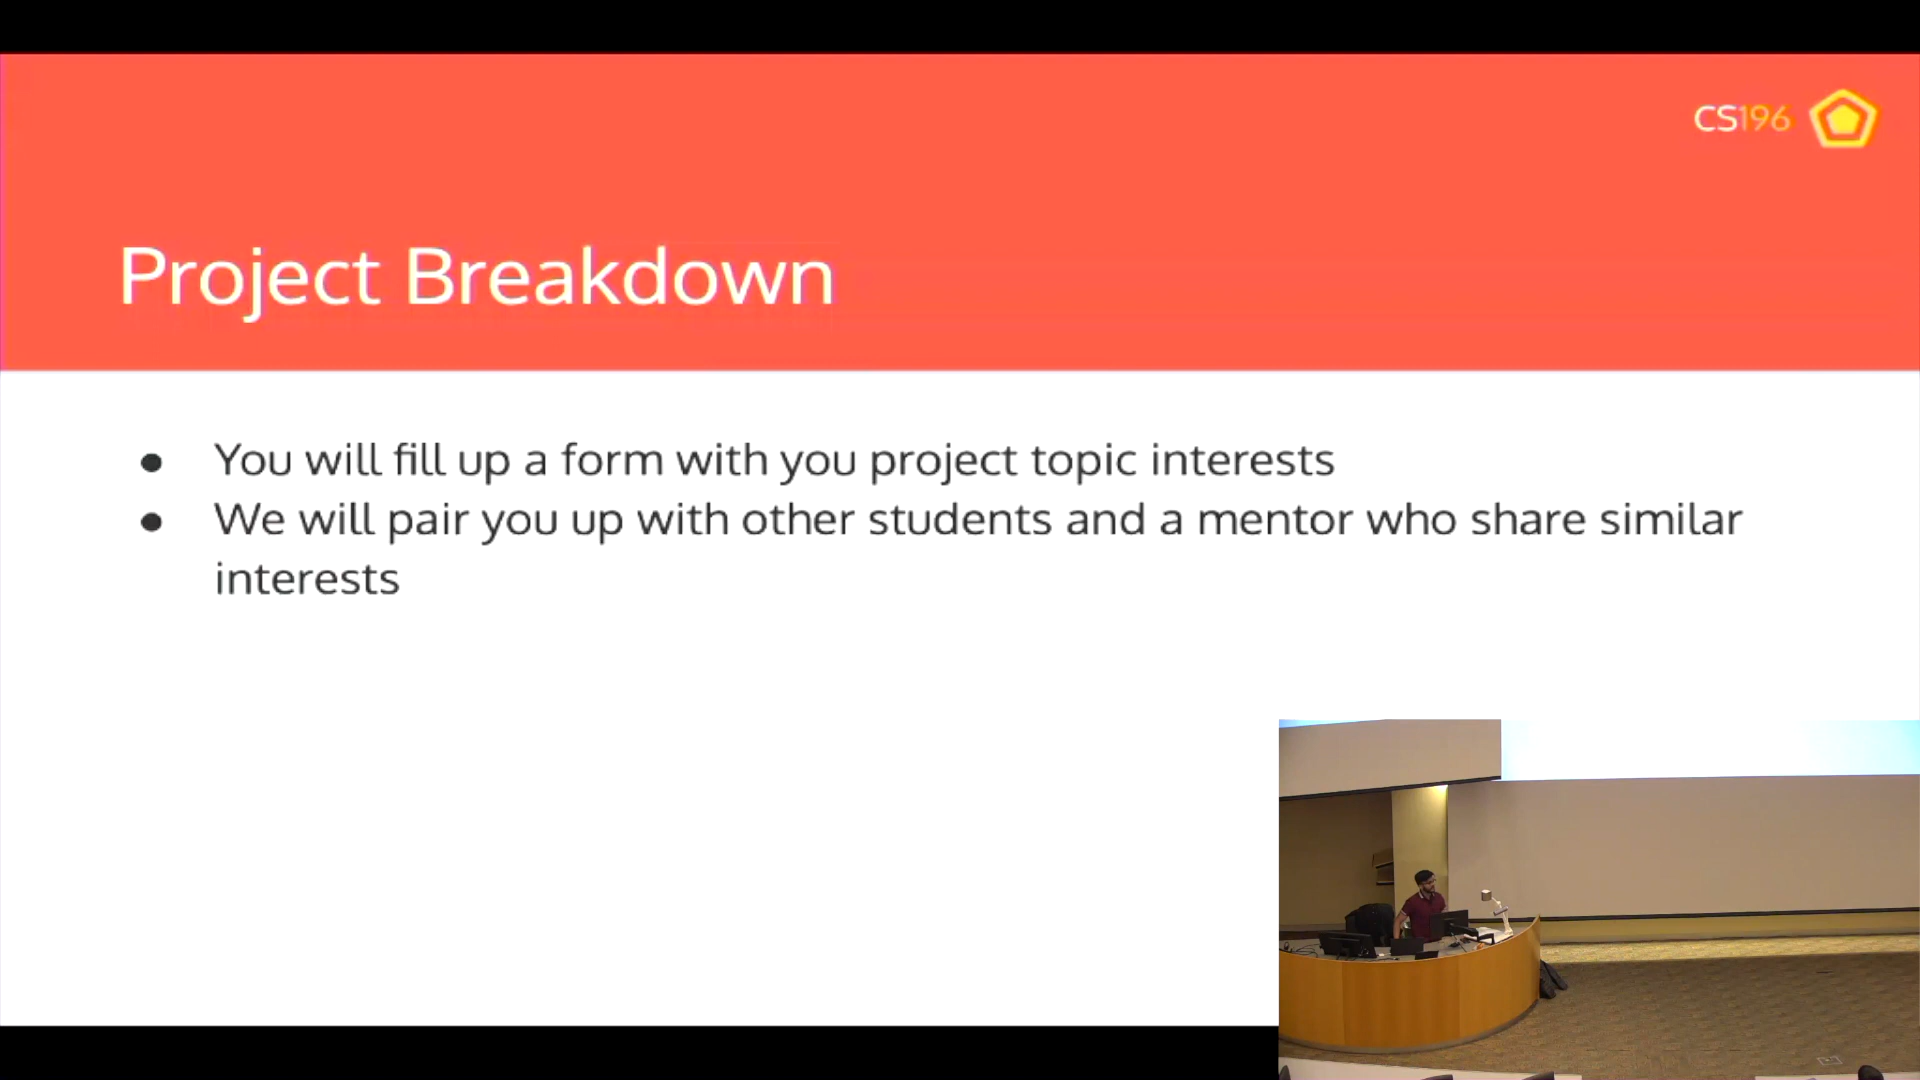 CS196
Project Breakdown
● You will fill up a form with you project topic interests
● We will pair you up with other students and a mentor who share similar
interests